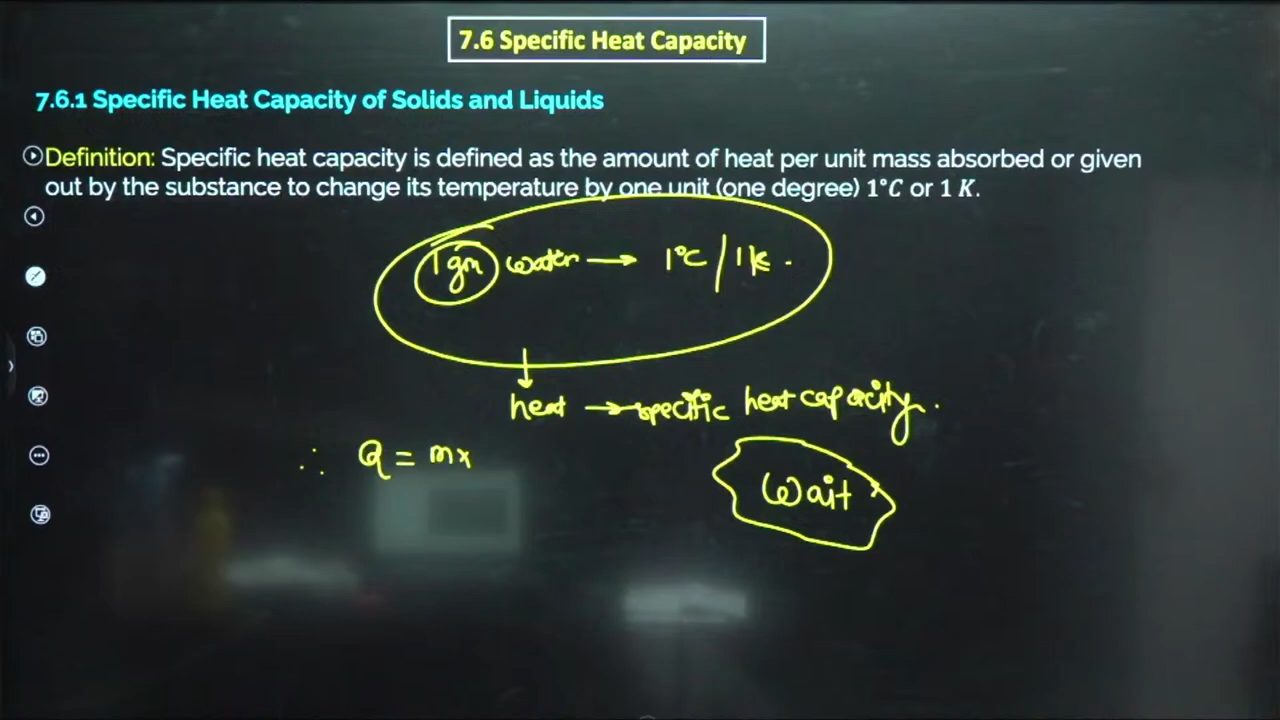 7.6 Specific Heat Capacity
7.6.1 Specific Heat Capacity of Solids and Liquids
Definition: Specific heat capacity is defined as the amount of heat per unit mass absorbed or given
out by the substance to change its temperature by one unit (one degree) 1°C or 1 K.
1 gm water → 1°C / 1k.
heat → specific heat capacity.
∴ Q = mx
Wait